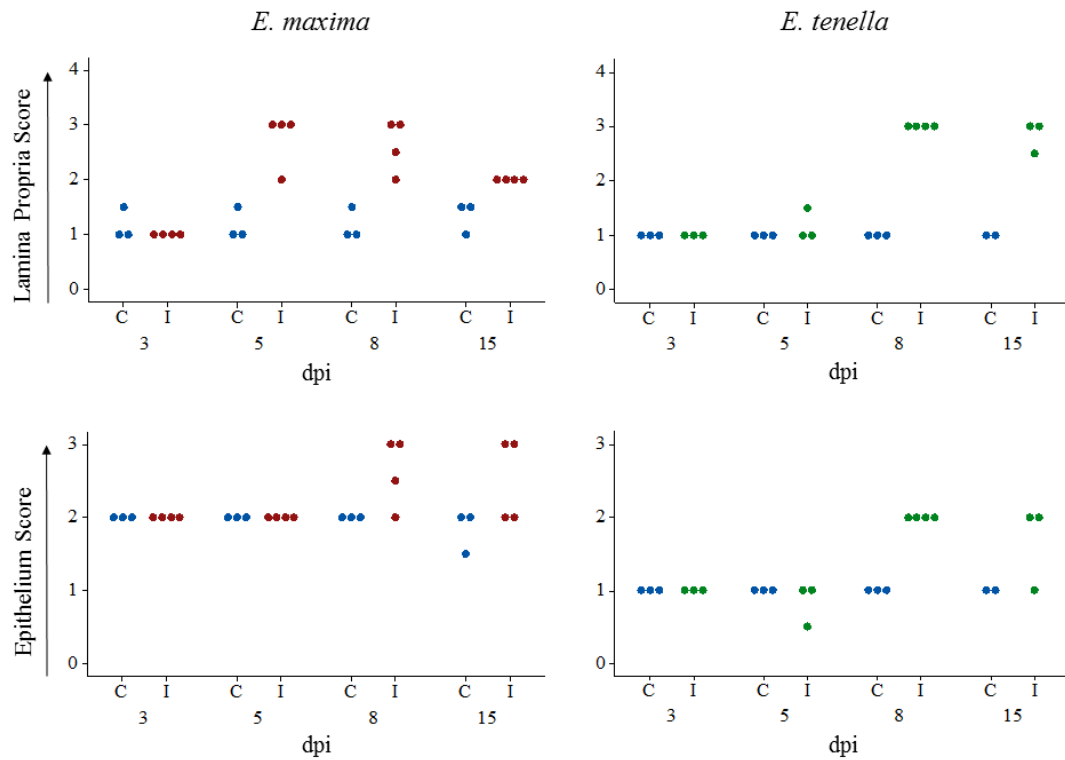 E. maxima
E. tenella
Lamina Propria Score
4
3
2
1
0
C I C I C I C I
3 5 8 15
dpi
4
3
2
1
0
C I C I C I C I
3 5 8 15
dpi
Epithelium Score
3
2
1
0
C I C I C I C I
3 5 8 15
dpi
3
2
1
0
C I C I C I C I
3 5 8 15
dpi